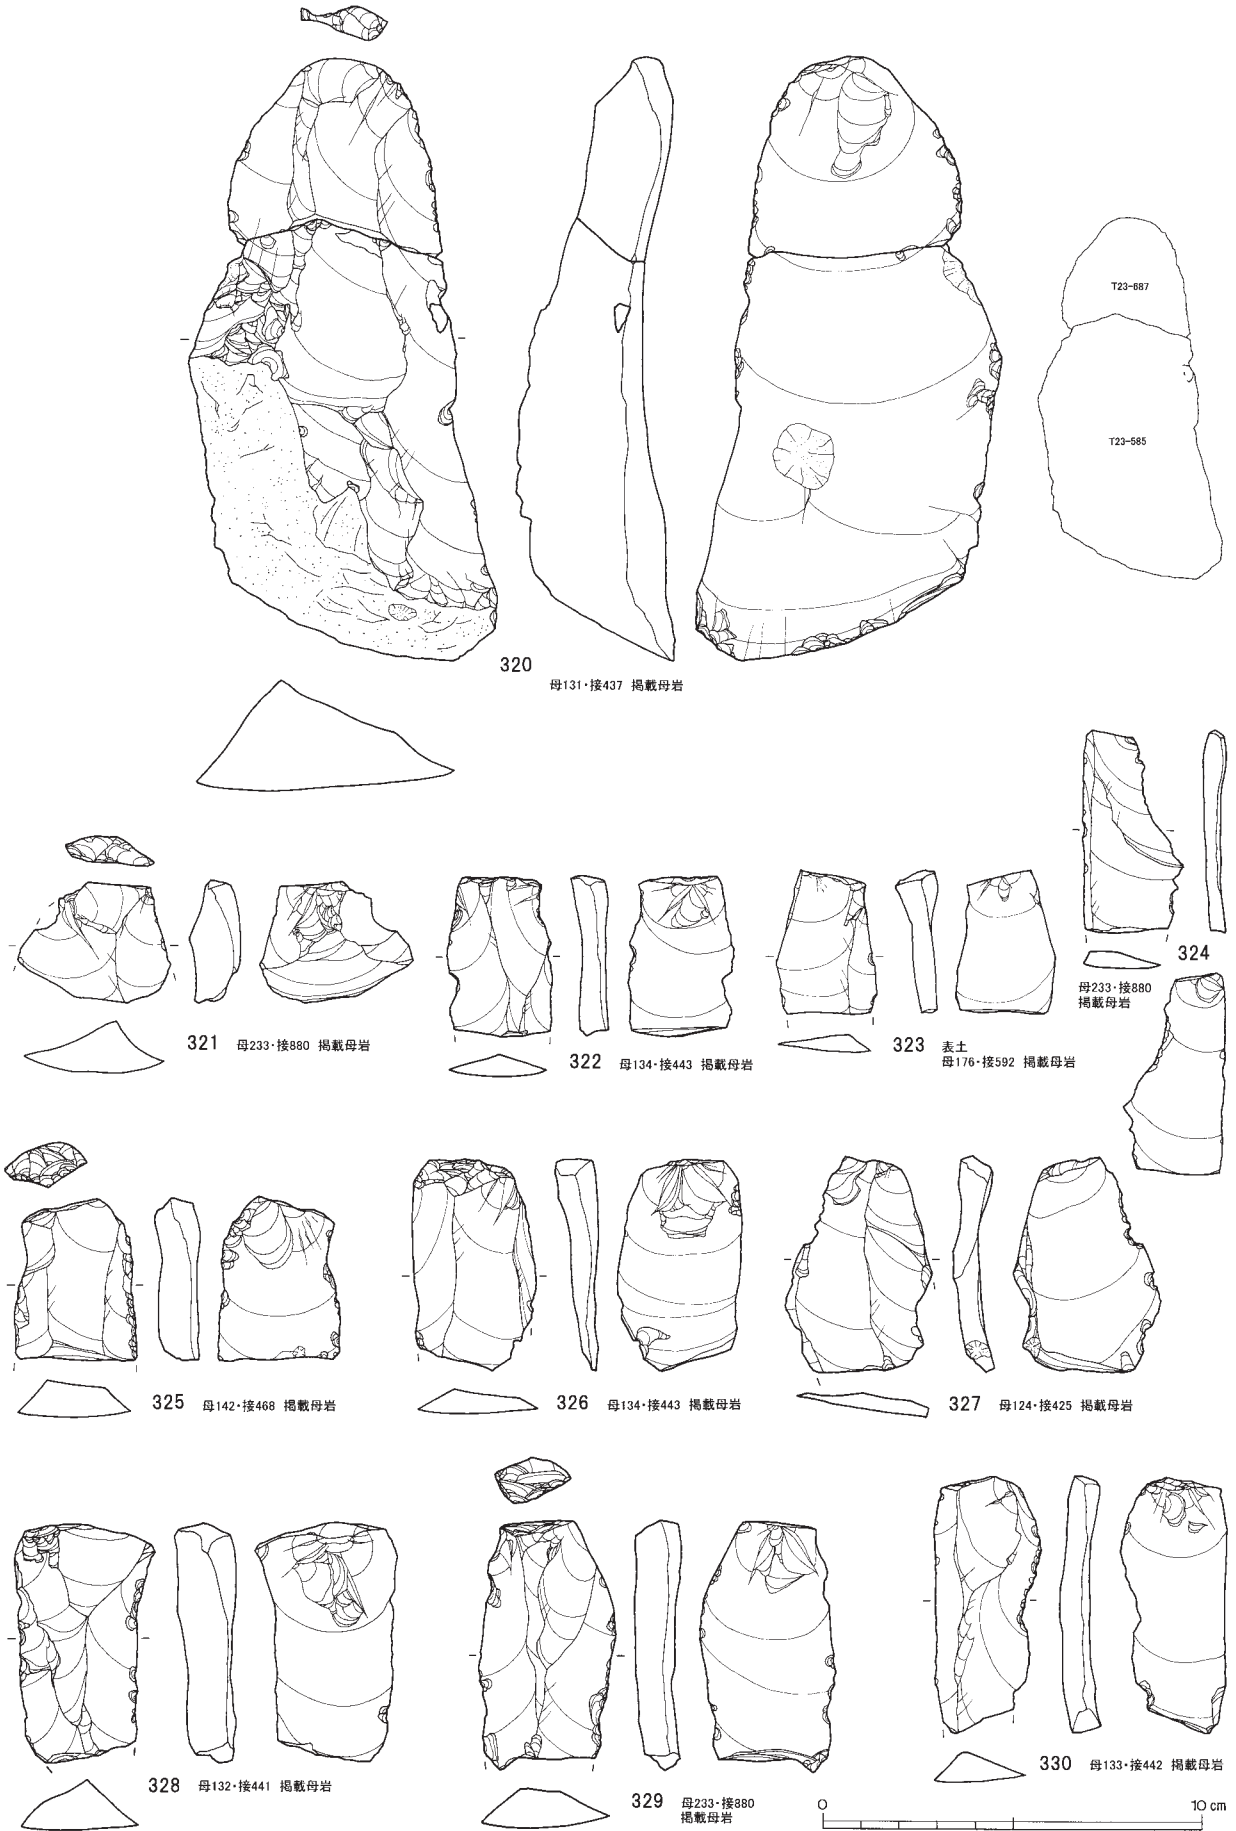 T23-687
T23-585
320
母131・接437 掲載母岩
324
母233・接880
掲載母岩
321 母233・接880 掲載母岩
322 母134・接443 掲載母岩
323 表土
母176・接592 掲載母岩
325 母142・接468 掲載母岩
326 母134・接443 掲載母岩
327 母124・接425 掲載母岩
328 母132・接441 掲載母岩
329 母233・接880
掲載母岩
330 母133・接442 掲載母岩
0 10 cm